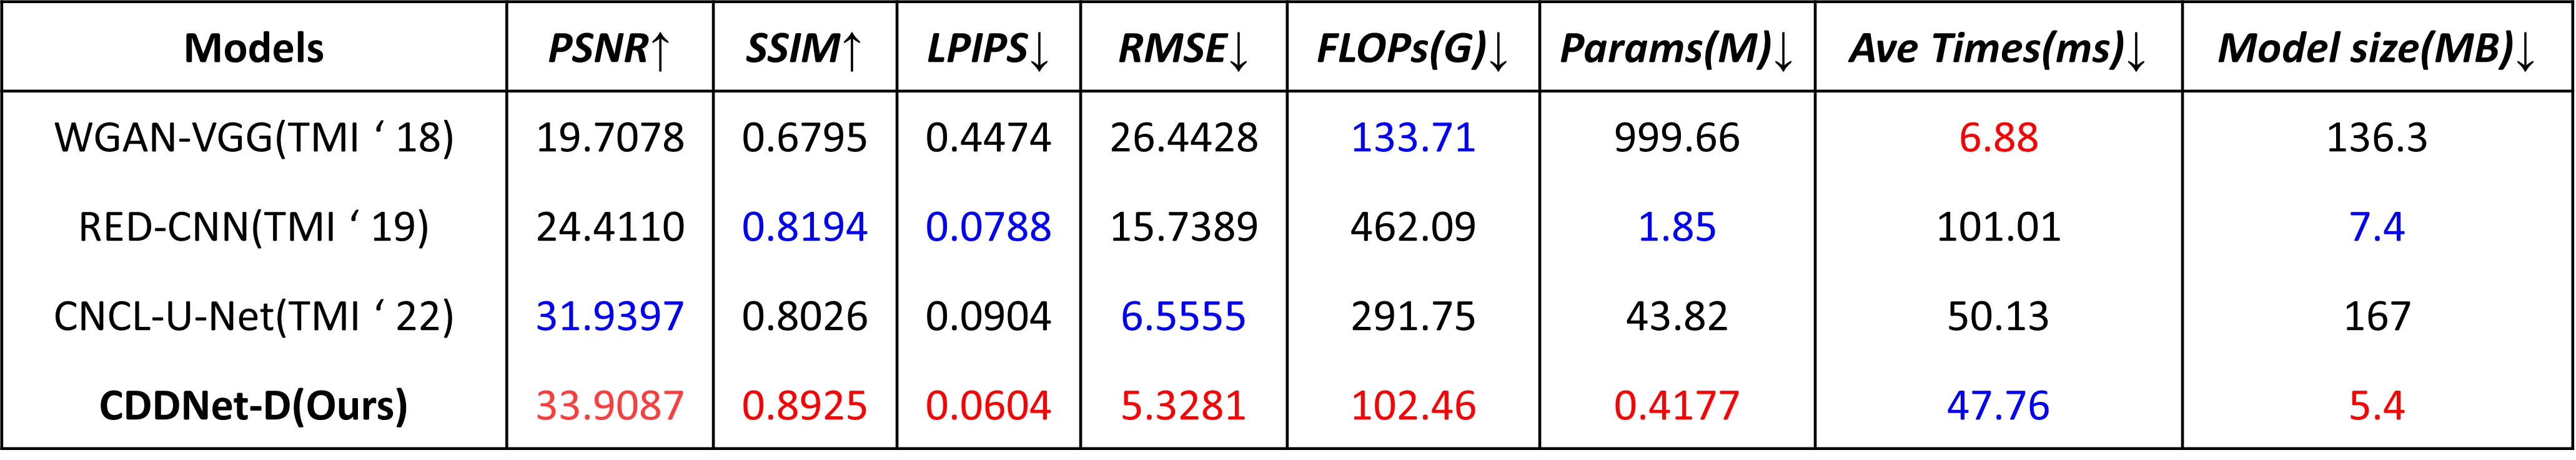 Models PSNR↑ SSIM↑ LPIPS↓ RMSE↓ FLOPs(G)↓ Params(M)↓ Ave Times(ms)↓ Model size(MB)↓
WGAN-VGG(TMI ‘ 18) 19.7078 0.6795 0.4474 26.4428 133.71 999.66 6.88 136.3
RED-CNN(TMI ‘ 19) 24.4110 0.8194 0.0788 15.7389 462.09 1.85 101.01 7.4
CNCL-U-Net(TMI ‘ 22) 31.9397 0.8026 0.0904 6.5555 291.75 43.82 50.13 167
CDDNet-D(Ours) 33.9087 0.8925 0.0604 5.3281 102.46 0.4177 47.76 5.4